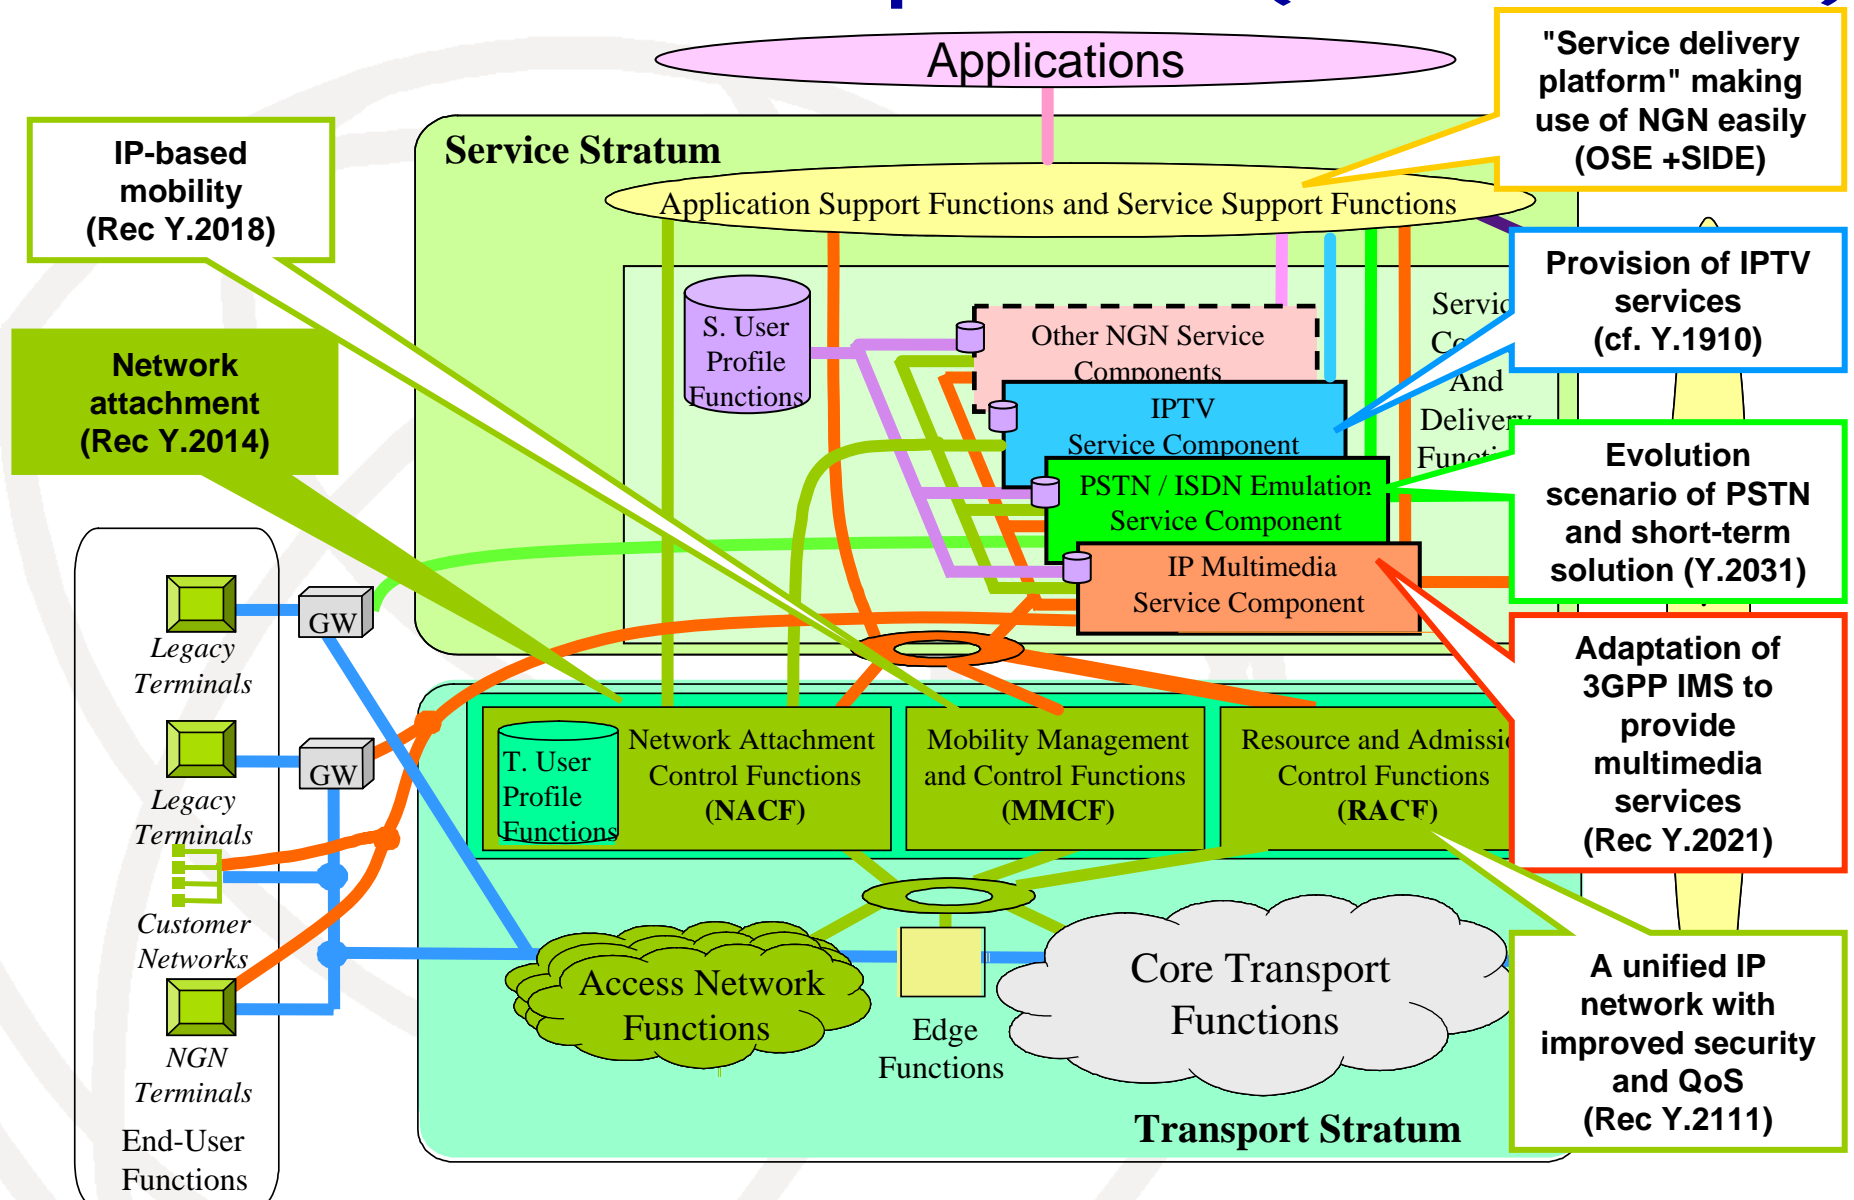 Applications
"Service delivery
platform" making
use of NGN easily
(OSE +SIDE)
IP-based
mobility
(Rec Y.2018)
Service Stratum
Application Support Functions and Service Support Functions
Provision of IPTV
services
(cf. Y.1910)
Network
attachment
(Rec Y.2014)
S. User
Profile
Functions
Other NGN Service
Components
And
Delivery
IPTV
Service Component
PSTN / ISDN Emulation
Service Component
IP Multimedia
Service Component
Evolution
scenario of PSTN
and short-term
solution (Y.2031)
GW
Legacy
Terminals
GW
Legacy
Terminals
Customer
Networks
NGN
Terminals
End-User
Functions
T. User
Profile
Functions
Network Attachment
Control Functions
(NACF)
Mobility Management
and Control Functions
(MMCF)
Resource and
Control Functions
(RACF)
Adaptation of
3GPP IMS to
provide
multimedia
services
(Rec Y.2021)
Access Network
Functions
Edge
Functions
Core Transport
Functions
Transport Stratum
A unified IP
network with
improved security
and QoS
(Rec Y.2111)